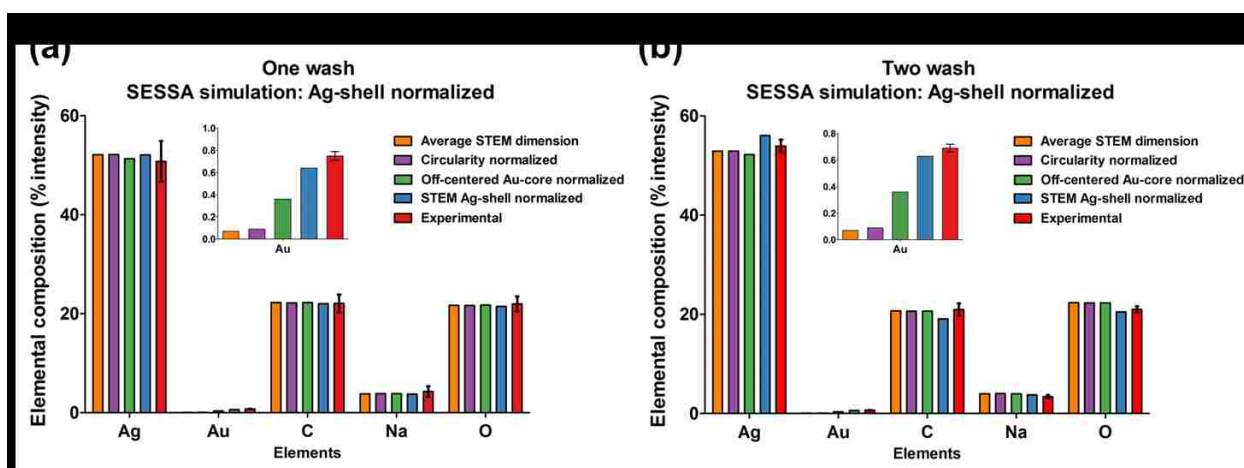 (a)
One wash
SESSA simulation: Ag-shell normalized
Elemental composition (% intensity)
60
40
20
0
1.0
0.8
0.6
0.4
0.2
0.0
Au
Average STEM dimension
Circularity normalized
Off-centered Au-core normalized
STEM Ag-shell normalized
Experimental
Ag Au C Na O
Elements
(b)
Two wash
SESSA simulation: Ag-shell normalized
Elemental composition (% intensity)
60
40
20
0
0.8
0.6
0.4
0.2
0.0
Au
Average STEM dimension
Circularity normalized
Off-centered Au-core normalized
STEM Ag-shell normalized
Experimental
Ag Au C Na O
Elements